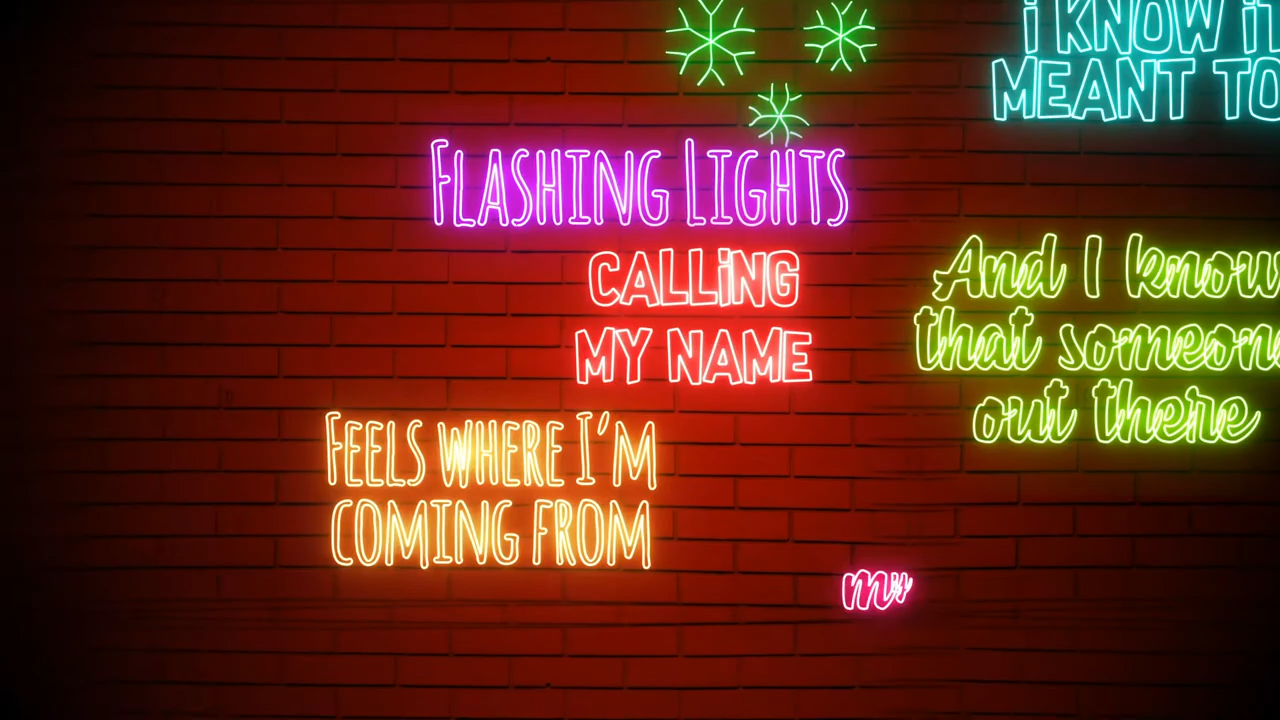 i KNOW iT
MEANT TO
FLASHING LIGHTS
CALLiNG
MY NAME
And I know
that someone
out there
FEELS WHERE I'M
COMING FROM
my